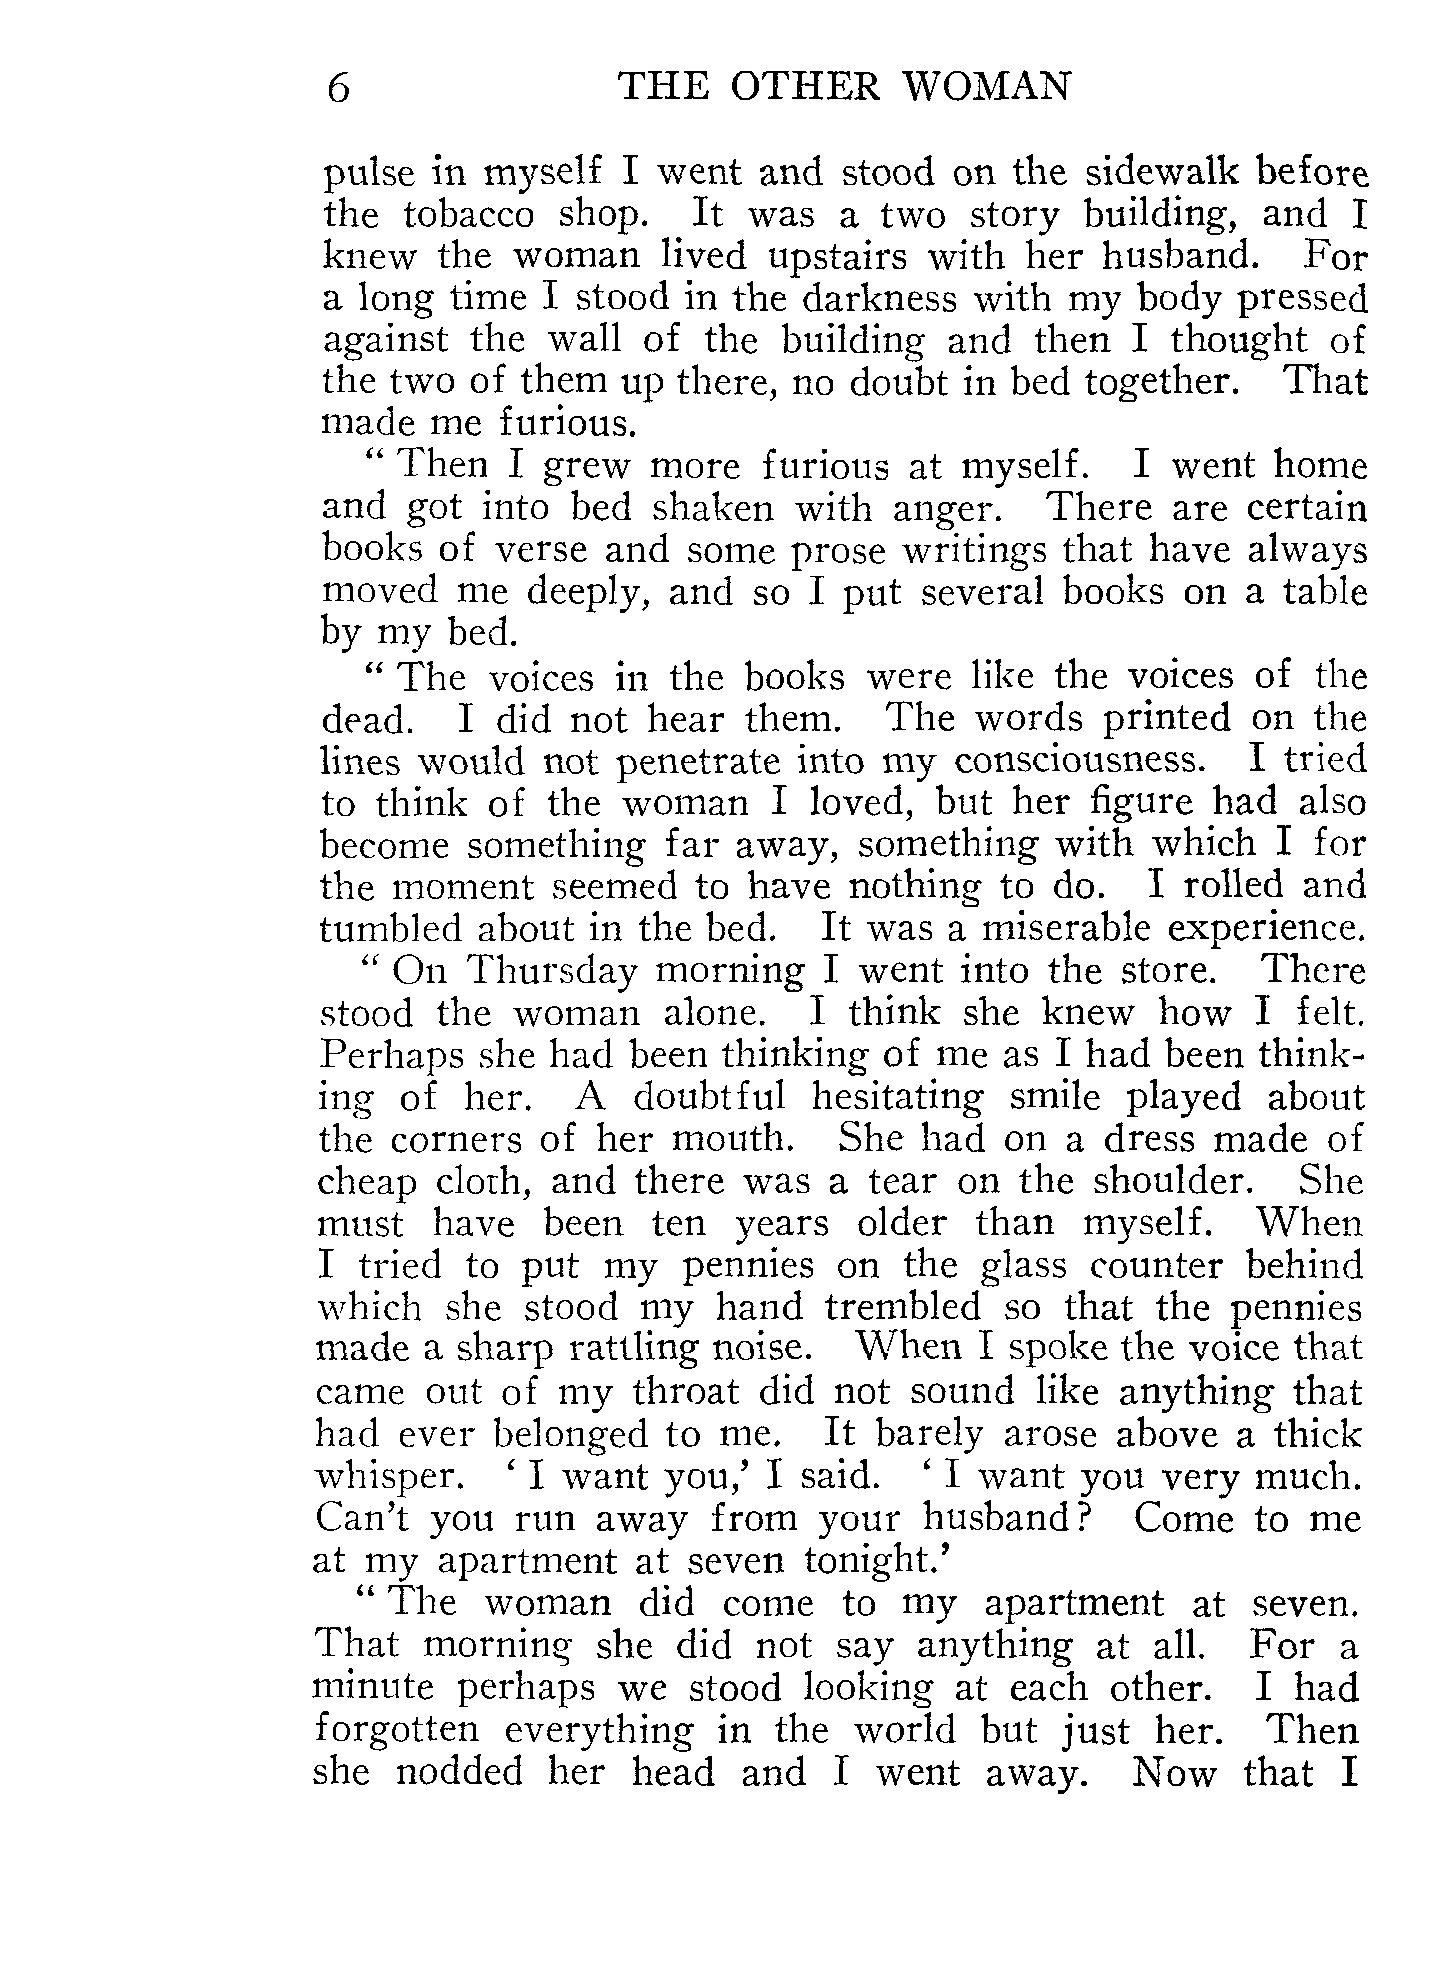 6 THE OTHER WOMAN
pulse in myself I went and stood on the sidewalk before
the tobacco shop. It was a two story building, and I
knew the woman lived upstairs with her husband. For
a long time I stood in the darkness with my body pressed
against the wall of the building and then I thought of
the two of them up there, no doubt in bed together. That
made me furious.
“ Then I grew more furious at myself. I went home
and got into bed shaken with anger. There are certain
books of verse and some prose writings that have always
moved me deeply, and so I put several books on a table
by my bed.
“ The voices in the books were like the voices of the
dead. I did not hear them. The words printed on the
lines would not penetrate into my consciousness. I tried
to think of the woman I loved, but her figure had also
become something far away, something with which I for
the moment seemed to have nothing to do. I rolled and
tumbled about in the bed. It was a miserable experience.
“ On Thursday morning I went into the store. There
stood the woman alone. I think she knew how I felt.
Perhaps she had been thinking of me as I had been think-
ing of her. A doubtful hesitating smile played about
the corners of her mouth. She had on a dress made of
cheap cloth, and there was a tear on the shoulder. She
must have been ten years older than myself. When
I tried to put my pennies on the glass counter behind
which she stood my hand trembled so that the pennies
made a sharp rattling noise. When I spoke the voice that
came out of my throat did not sound like anything that
had ever belonged to me. It barely arose above a thick
whisper. ‘ I want you,’ I said. ‘ I want you very much.
Can’t you run away from your husband? Come to me
at my apartment at seven tonight.’
“ The woman did come to my apartment at seven.
That morning she did not say anything at all. For a
minute perhaps we stood looking at each other. I had
forgotten everything in the world but just her. Then
she nodded her head and I went away. Now that I